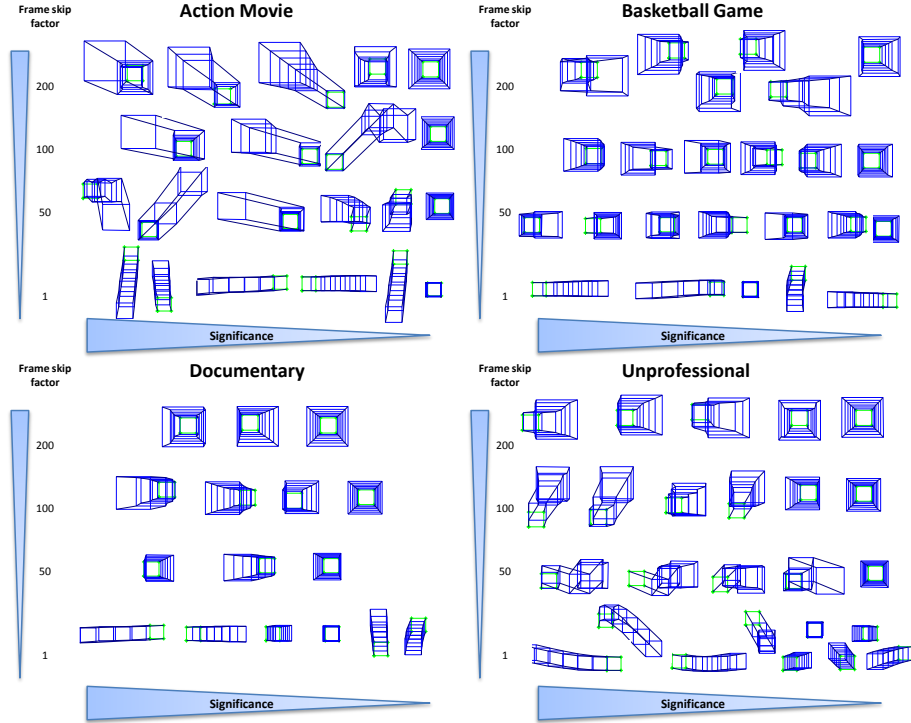 Frame skip
factor
Action Movie
200
100
50
1
Significance
Frame skip
factor
Basketball Game
200
100
50
1
Significance
Frame skip
factor
Documentary
200
100
50
1
Significance
Frame skip
factor
Unprofessional
200
100
50
1
Significance